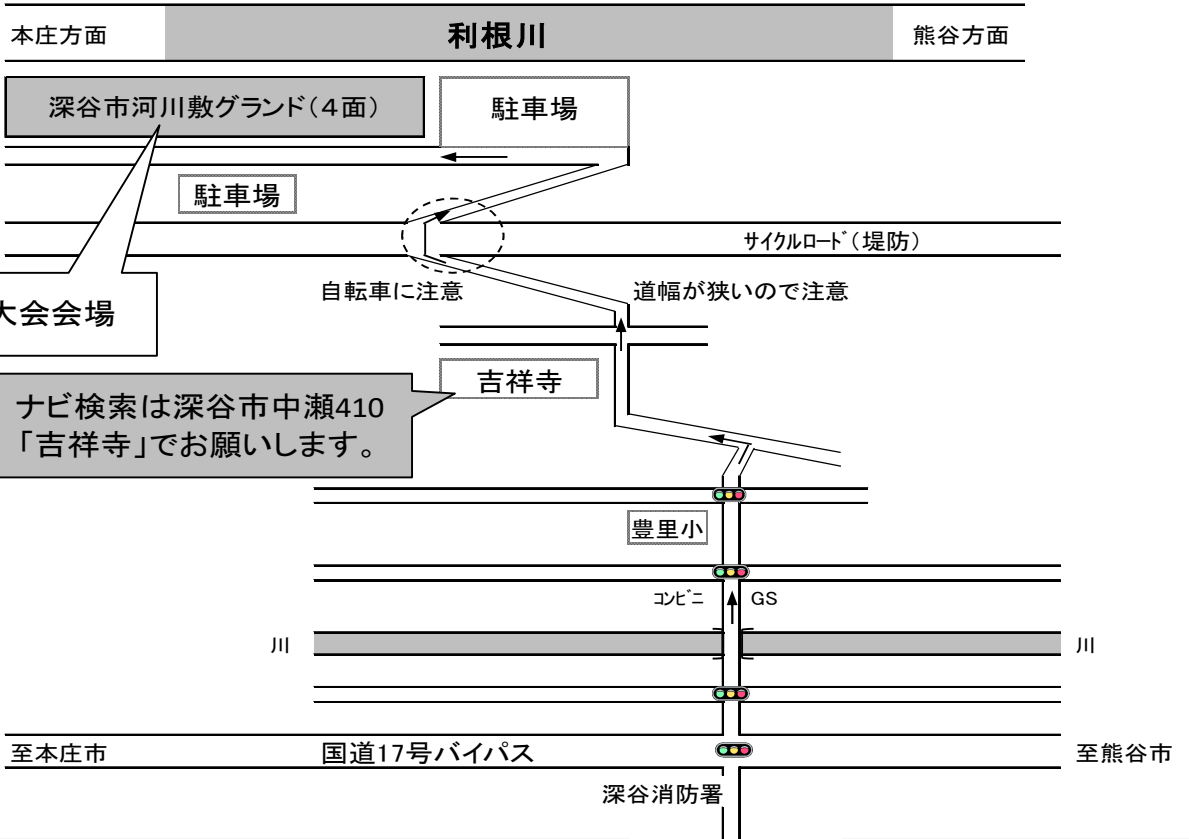 本庄方面
利根川
熊谷方面
深谷市河川敷グランド(4面)
駐車場
駐車場
サイクルロード(堤防)
自転車に注意
道幅が狭いので注意
大会会場
吉祥寺
ナビ検索は深谷市中瀬410
「吉祥寺」でお願いします。
豊里小
コンビニ
GS
川
川
至本庄市
国道17号バイパス
至熊谷市
深谷消防署